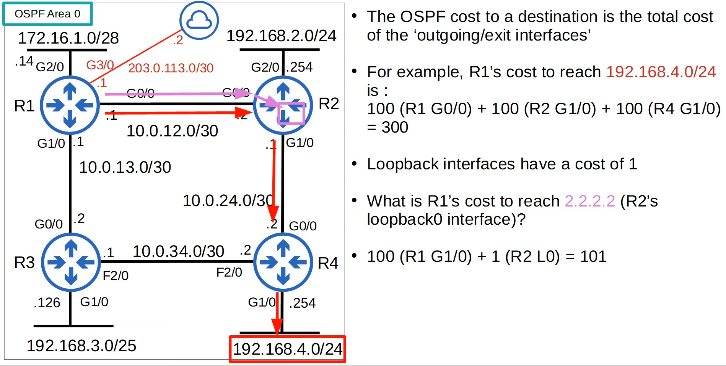 OSPF Area 0
172.16.1.0/28
.2
192.168.2.0/24
.14
G2/0
G3/0
203.0.113.0/30
G2/0
.254
.1
R1
G0/0
G0/0
R2
.1
.2
10.0.12.0/30
G1/0
.1
.1
G1/0
10.0.13.0/30
10.0.24.0/30
G0/0
.2
.2
G0/0
R3
.1
10.0.34.0/30
.2
R4
F2/0
F2/0
.126
G1/0
G1/0
.254
192.168.3.0/25
192.168.4.0/24
• The OSPF cost to a destination is the total cost
of the ‘outgoing/exit interfaces’
• For example, R1's cost to reach 192.168.4.0/24
is :
100 (R1 G0/0) + 100 (R2 G1/0) + 100 (R4 G1/0)
= 300
• Loopback interfaces have a cost of 1
• What is R1's cost to reach 2.2.2.2 (R2's
loopback0 interface)?
• 100 (R1 G1/0) + 1 (R2 L0) = 101